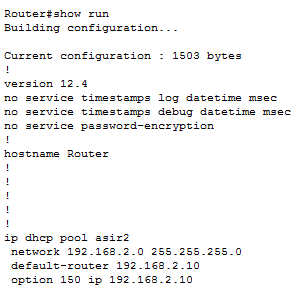 Router#show run
Building configuration...
Current configuration : 1503 bytes
!
version 12.4
no service timestamps log datetime msec
no service timestamps debug datetime msec
no service password-encryption
!
hostname Router
!
!
!
!
!
ip dhcp pool asir2
network 192.168.2.0 255.255.255.0
default-router 192.168.2.10
option 150 ip 192.168.2.10